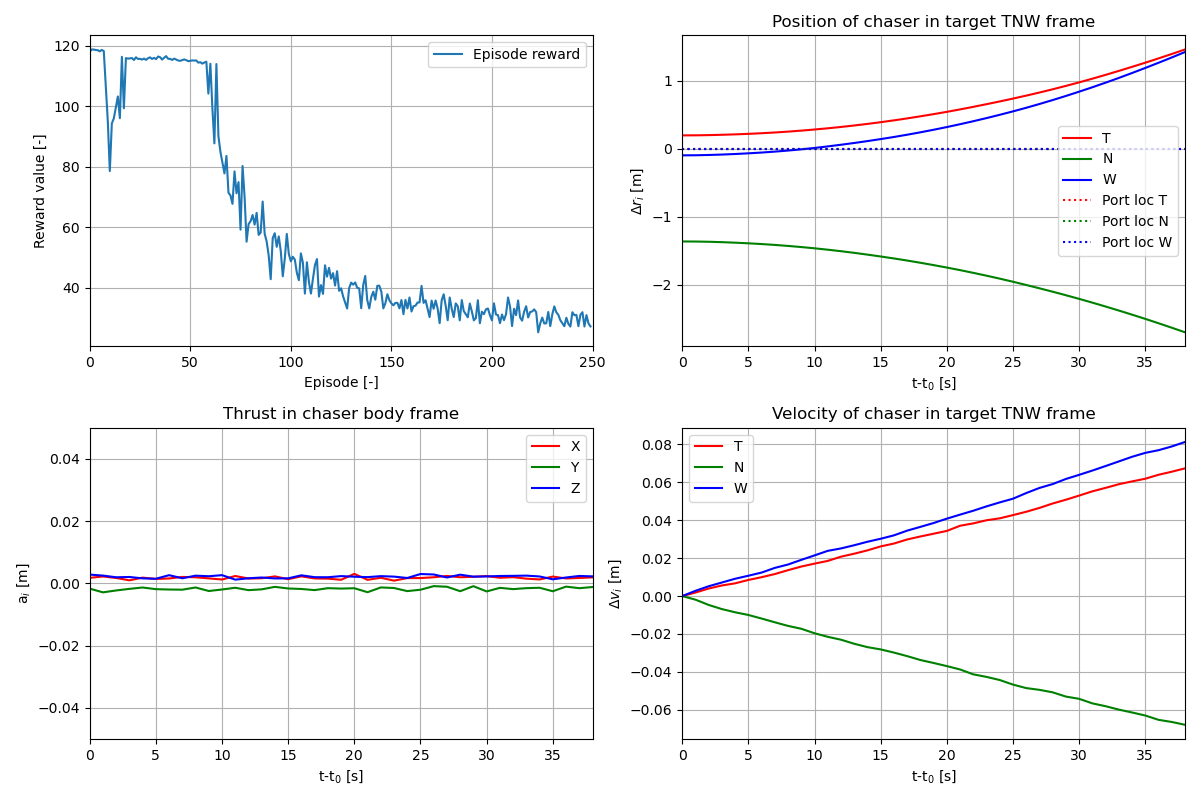 120
100
80
60
40
Reward value [-]
Episode reward
0
50
100
150
200
250
Episode [-]
Position of chaser in target TNW frame
1
0
−1
−2
Δr_i [m]
T
N
W
Port loc T
Port loc N
Port loc W
0
5
10
15
20
25
30
35
t-t_0 [s]
Thrust in chaser body frame
0.04
0.02
0.00
−0.02
−0.04
a_i [m]
X
Y
Z
0
5
10
15
20
25
30
35
t-t_0 [s]
Velocity of chaser in target TNW frame
0.08
0.06
0.04
0.02
0.00
−0.02
−0.04
−0.06
Δv_i [m]
T
N
W
0
5
10
15
20
25
30
35
t-t_0 [s]